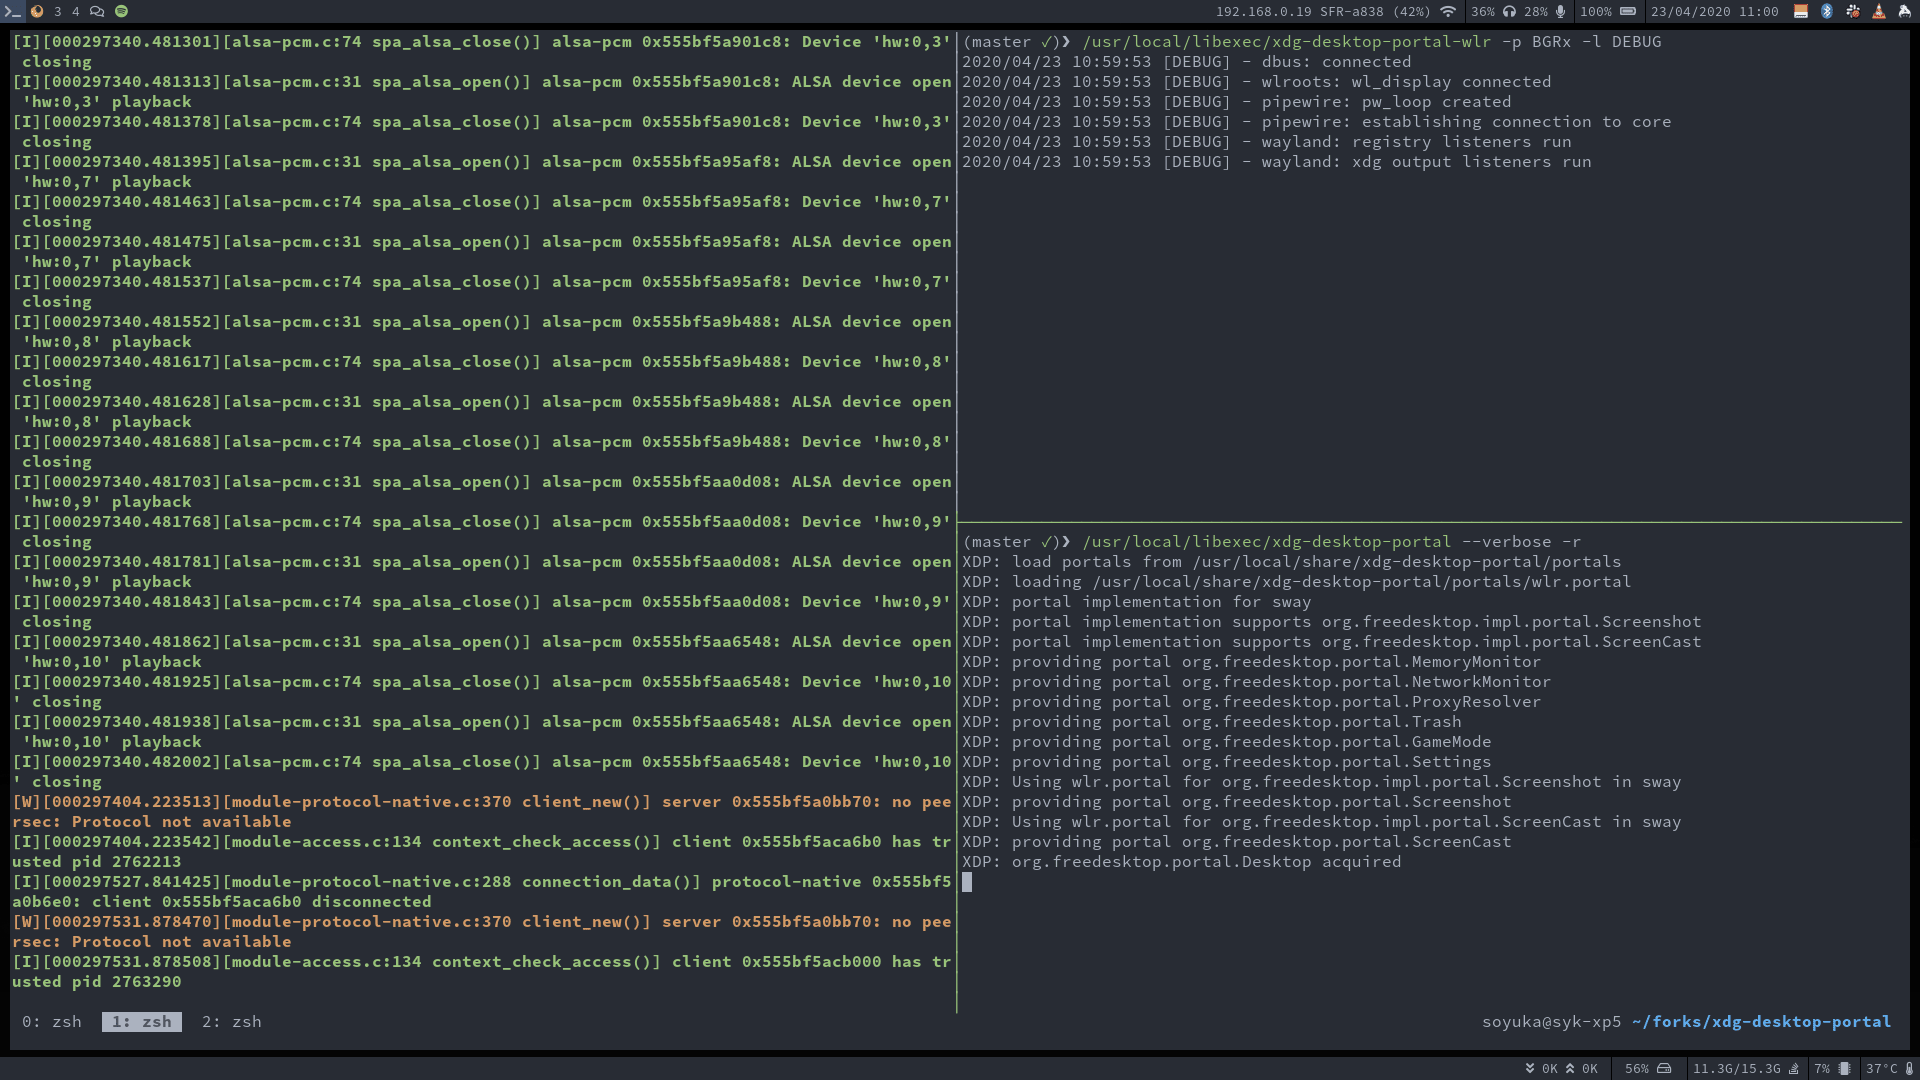 3 4
192.168.0.19 SFR-a838 (42%) 36% 28% 100% 23/04/2020 11:00
[I][000297340.481301][alsa-pcm.c:74 spa_alsa_close()] alsa-pcm 0x555bf5a901c8: Device 'hw:0,3'
closing
[I][000297340.481313][alsa-pcm.c:31 spa_alsa_open()] alsa-pcm 0x555bf5a901c8: ALSA device open
'hw:0,3' playback
[I][000297340.481378][alsa-pcm.c:74 spa_alsa_close()] alsa-pcm 0x555bf5a901c8: Device 'hw:0,3'
closing
[I][000297340.481395][alsa-pcm.c:31 spa_alsa_open()] alsa-pcm 0x555bf5a95af8: ALSA device open
'hw:0,7' playback
[I][000297340.481463][alsa-pcm.c:74 spa_alsa_close()] alsa-pcm 0x555bf5a95af8: Device 'hw:0,7'
closing
[I][000297340.481475][alsa-pcm.c:31 spa_alsa_open()] alsa-pcm 0x555bf5a95af8: ALSA device open
'hw:0,7' playback
[I][000297340.481537][alsa-pcm.c:74 spa_alsa_close()] alsa-pcm 0x555bf5a95af8: Device 'hw:0,7'
closing
[I][000297340.481552][alsa-pcm.c:31 spa_alsa_open()] alsa-pcm 0x555bf5a9b488: ALSA device open
'hw:0,8' playback
[I][000297340.481617][alsa-pcm.c:74 spa_alsa_close()] alsa-pcm 0x555bf5a9b488: Device 'hw:0,8'
closing
[I][000297340.481628][alsa-pcm.c:31 spa_alsa_open()] alsa-pcm 0x555bf5a9b488: ALSA device open
'hw:0,8' playback
[I][000297340.481688][alsa-pcm.c:74 spa_alsa_close()] alsa-pcm 0x555bf5a9b488: Device 'hw:0,8'
closing
[I][000297340.481703][alsa-pcm.c:31 spa_alsa_open()] alsa-pcm 0x555bf5aa0d08: ALSA device open
'hw:0,9' playback
[I][000297340.481768][alsa-pcm.c:74 spa_alsa_close()] alsa-pcm 0x555bf5aa0d08: Device 'hw:0,9'
closing
[I][000297340.481781][alsa-pcm.c:31 spa_alsa_open()] alsa-pcm 0x555bf5aa0d08: ALSA device open
'hw:0,9' playback
[I][000297340.481843][alsa-pcm.c:74 spa_alsa_close()] alsa-pcm 0x555bf5aa0d08: Device 'hw:0,9'
closing
[I][000297340.481862][alsa-pcm.c:31 spa_alsa_open()] alsa-pcm 0x555bf5aa6548: ALSA device open
'hw:0,10' playback
[I][000297340.481925][alsa-pcm.c:74 spa_alsa_close()] alsa-pcm 0x555bf5aa6548: Device 'hw:0,10
' closing
[I][000297340.481938][alsa-pcm.c:31 spa_alsa_open()] alsa-pcm 0x555bf5aa6548: ALSA device open
'hw:0,10' playback
[I][000297340.482002][alsa-pcm.c:74 spa_alsa_close()] alsa-pcm 0x555bf5aa6548: Device 'hw:0,10
' closing
[W][000297404.223513][module-protocol-native.c:370 client_new()] server 0x555bf5a0bb70: no pee
rsec: Protocol not available
[I][000297404.223542][module-access.c:134 context_check_access()] client 0x555bf5aca6b0 has tr
usted pid 2762213
[I][000297527.841425][module-protocol-native.c:288 connection_data()] protocol-native 0x555bf5
a0b6e0: client 0x555bf5aca6b0 disconnected
[W][000297531.878470][module-protocol-native.c:370 client_new()] server 0x555bf5a0bb70: no pee
rsec: Protocol not available
[I][000297531.878508][module-access.c:134 context_check_access()] client 0x555bf5acb000 has tr
usted pid 2763290
(master ✓)❯ /usr/local/libexec/xdg-desktop-portal-wlr -p BGRx -l DEBUG
2020/04/23 10:59:53 [DEBUG] - dbus: connected
2020/04/23 10:59:53 [DEBUG] - wlroots: wl_display connected
2020/04/23 10:59:53 [DEBUG] - pipewire: pw_loop created
2020/04/23 10:59:53 [DEBUG] - pipewire: establishing connection to core
2020/04/23 10:59:53 [DEBUG] - wayland: registry listeners run
2020/04/23 10:59:53 [DEBUG] - wayland: xdg output listeners run
(master ✓)❯ /usr/local/libexec/xdg-desktop-portal --verbose -r
XDP: load portals from /usr/local/share/xdg-desktop-portal/portals
XDP: loading /usr/local/share/xdg-desktop-portal/portals/wlr.portal
XDP: portal implementation for sway
XDP: portal implementation supports org.freedesktop.impl.portal.Screenshot
XDP: portal implementation supports org.freedesktop.impl.portal.ScreenCast
XDP: providing portal org.freedesktop.portal.MemoryMonitor
XDP: providing portal org.freedesktop.portal.NetworkMonitor
XDP: providing portal org.freedesktop.portal.ProxyResolver
XDP: providing portal org.freedesktop.portal.Trash
XDP: providing portal org.freedesktop.portal.GameMode
XDP: providing portal org.freedesktop.portal.Settings
XDP: Using wlr.portal for org.freedesktop.impl.portal.Screenshot in sway
XDP: providing portal org.freedesktop.portal.Screenshot
XDP: Using wlr.portal for org.freedesktop.impl.portal.ScreenCast in sway
XDP: providing portal org.freedesktop.portal.ScreenCast
XDP: org.freedesktop.portal.Desktop acquired
0: zsh 1: zsh 2: zsh
soyuka@syk-xp5 ~/forks/xdg-desktop-portal
0K 0K 56% 11.3G/15.3G 7% 37°C